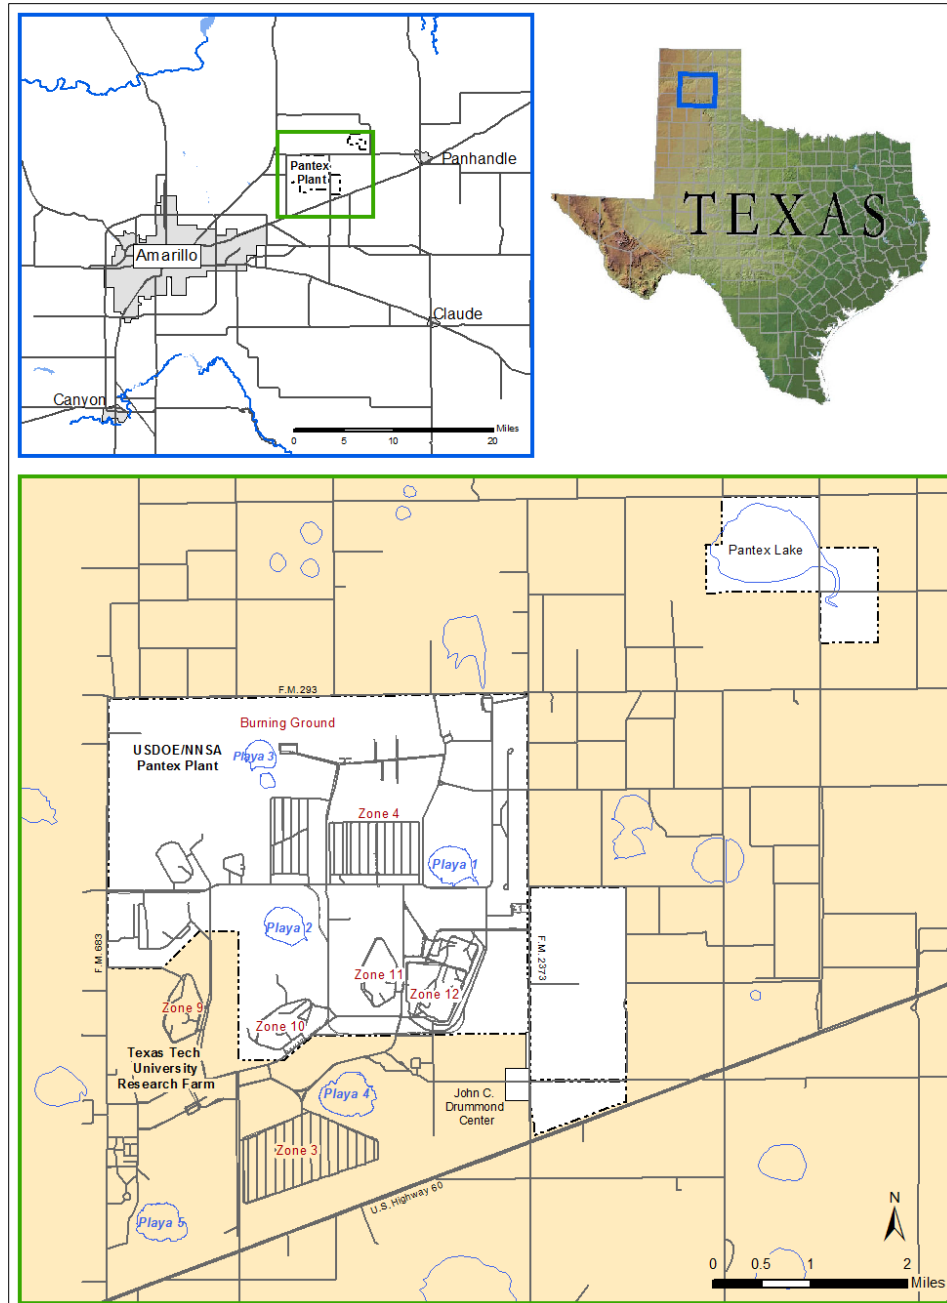 Pantex
Plant
Panhandle
Amarillo
Claude
Canyon
Miles
0
5
10
20
TEXAS
Pantex Lake
F.M. 293
Burning Ground
USDOE/NNSA
Pantex Plant
Playa 3
Zone 4
Playa 1
Playa 2
F.M. 683
F.M. 2373
Zone 11
Zone 12
Zone 9
Zone 10
Texas Tech
University
Research Farm
Playa 4
John C.
Drummond
Center
Zone 3
U.S. Highway 60
Playa 5
N
0
0.5
1
2
Miles